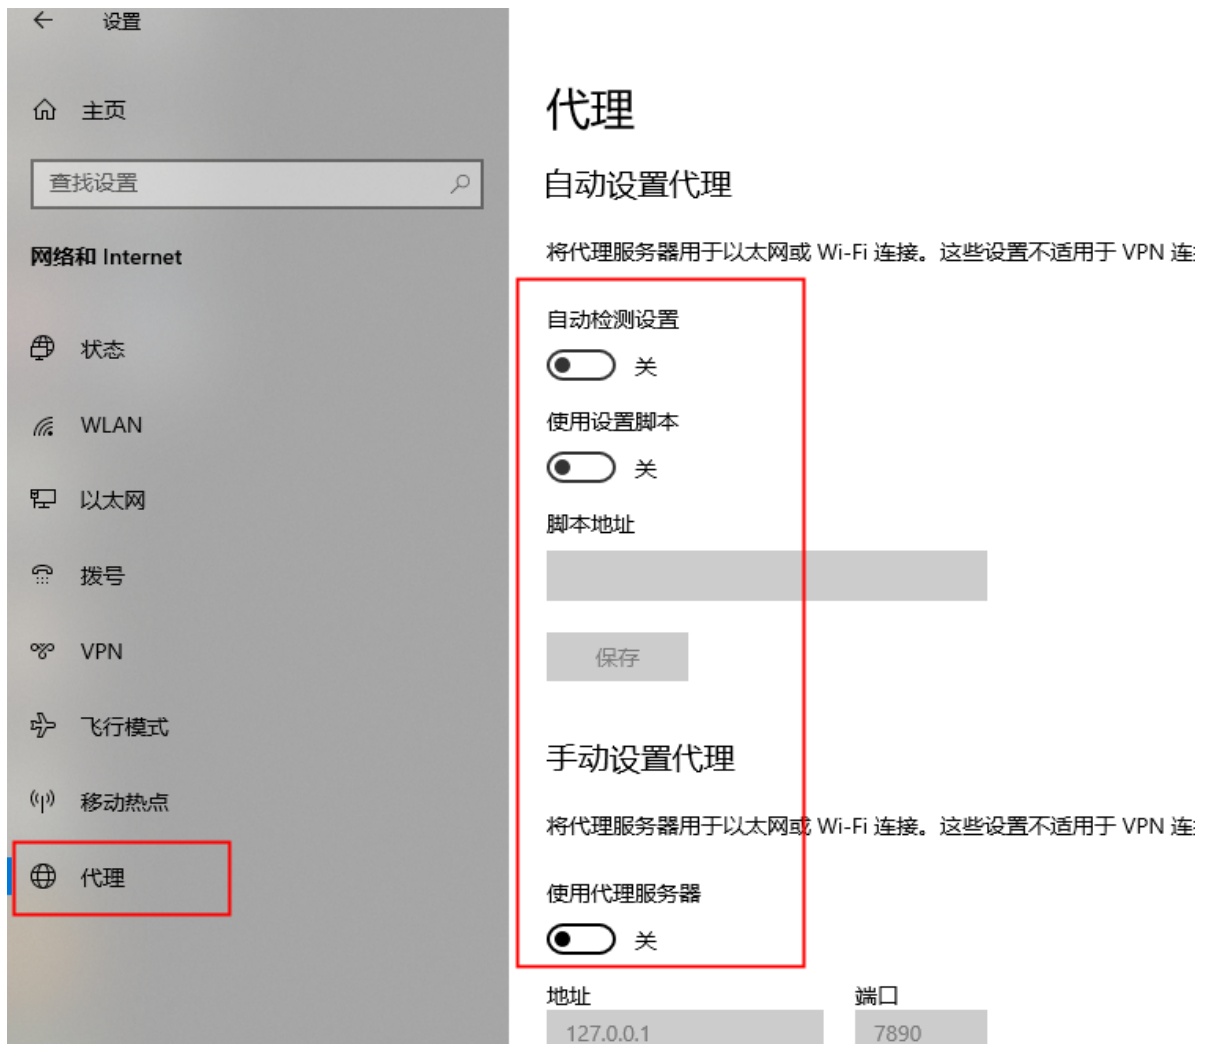 设置
主页
查找设置
网络和 Internet
状态
WLAN
以太网
拨号
VPN
飞行模式
移动热点
代理
代理
自动设置代理
将代理服务器用于以太网或 Wi-Fi 连接。这些设置不适用于 VPN 连
自动检测设置
关
使用设置脚本
关
脚本地址
保存
手动设置代理
将代理服务器用于以太网或 Wi-Fi 连接。这些设置不适用于 VPN 连
使用代理服务器
关
地址 端口
127.0.0.1 7890